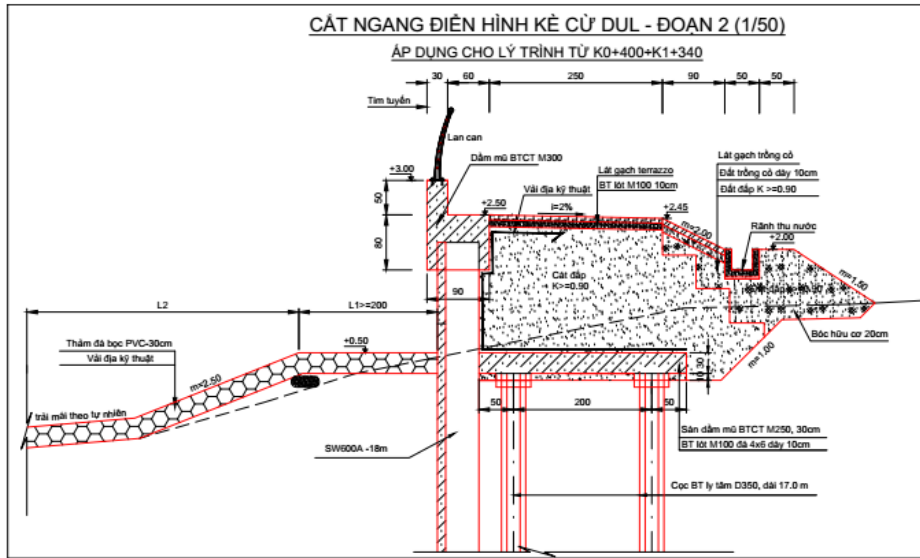 CẮT NGANG ĐIỂN HÌNH KÈ CỪ DUL - ĐOẠN 2 (1/50)
ÁP DỤNG CHO LÝ TRÌNH TỪ K0+400÷K1+340
30 60 250 90 50 50
Tim tuyến
Lan can
Dầm mũ BTCT M300
+3.00
50
80
Lát gạch terrazzo
BT lót M100 10cm
Vải địa kỹ thuật
i=2%
+2.50
+2.45
Lát gạch trồng cỏ
Đất trồng cỏ dày 10cm
Đất đắp K >=0.90
Rãnh thu nước
+2.00
m=2.00
m=1.50
Cát đắp
K>=0.90
90
L2
L1>=200
Thảm đá bọc PVC-30cm
Vải địa kỹ thuật
+0.50
m=2.50
trải mái theo tự nhiên
Bóc hữu cơ 20cm
m=1.00
10 30
50 200 50
SW600A -18m
Sàn dầm mũ BTCT M250, 30cm
BT lót M100 đá 4x6 dày 10cm
Cọc BT ly tâm D350, dài 17.0 m